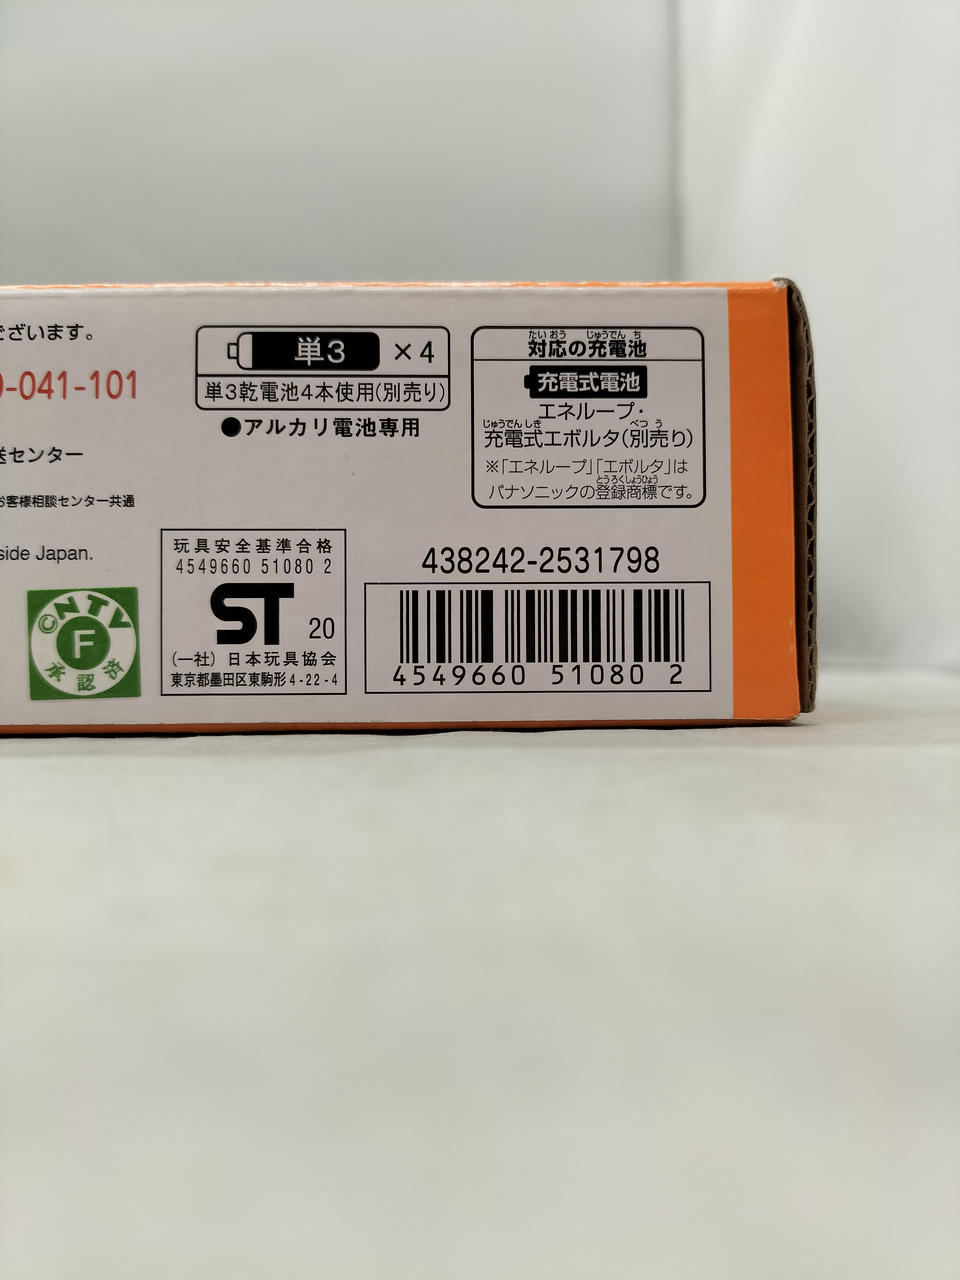 ございます。
0-041-101
送センター
お客様相談センター共通
side Japan.
©NTV
F
承認済
単3 ×4
単3乾電池4本使用(別売り)
●アルカリ電池専用
たいおう じゅうでんち
対応の充電池
充電式電池
エネループ・
じゅうでんしき べつう
充電式エボルタ(別売り)
※「エネループ」「エボルタ」は
とうろくしょうひょう
パナソニックの登録商標です。
玩具安全基準合格
4549660 51080 2
ST 20
(一社) 日本玩具協会
東京都墨田区東駒形4-22-4
438242-2531798
4549660 51080 2